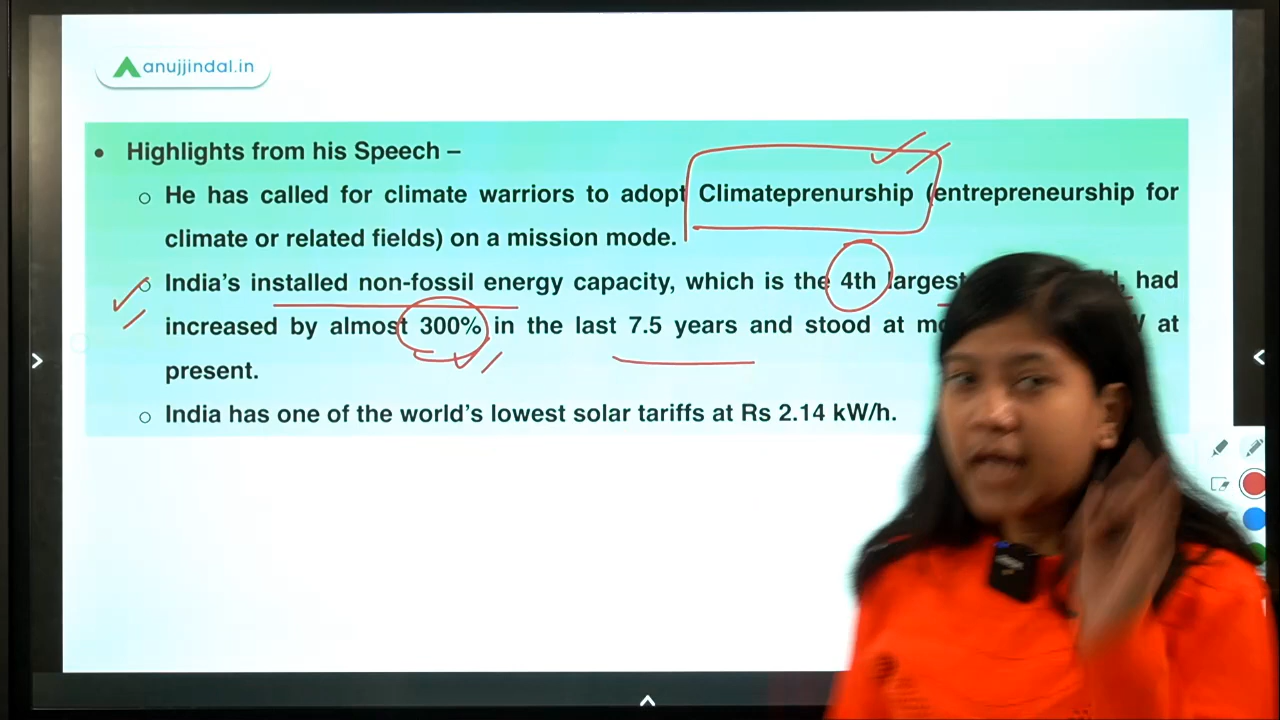 anujjindal.in
Highlights from his Speech –
He has called for climate warriors to adopt Climateprenurship (entrepreneurship for
climate or related fields) on a mission mode.
India's installed non-fossil energy capacity, which is the 4th had
increased by almost 300% in the last 7.5 years and stood at at
present.
India has one of the world's lowest solar tariffs at Rs 2.14 kW/h.